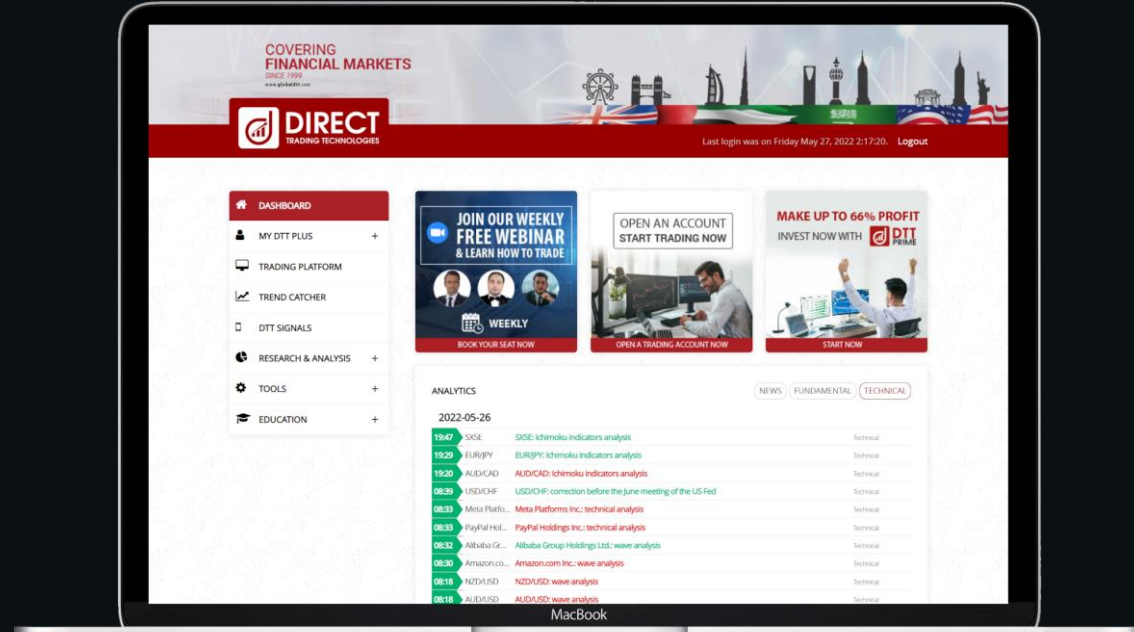 COVERING
FINANCIAL MARKETS
SINCE 1999
www.globaldtt.com
DIRECT
TRADING TECHNOLOGIES
Last login was on Friday May 27, 2022 2:17:20. Logout
DASHBOARD
MY DTT PLUS +
TRADING PLATFORM
TREND CATCHER
DTT SIGNALS
RESEARCH & ANALYSIS +
TOOLS +
EDUCATION +
JOIN OUR WEEKLY
FREE WEBINAR
& LEARN HOW TO TRADE
WEEKLY
BOOK YOUR SEAT NOW
OPEN AN ACCOUNT
START TRADING NOW
OPEN A TRADING ACCOUNT NOW
MAKE UP TO 66% PROFIT
INVEST NOW WITH DTT
PRIME
START NOW
ANALYTICS NEWS FUNDAMENTAL TECHNICAL
2022-05-26
19:47 SX5E SX5E: Ichimoku indicators analysis Technical
19:29 EUR/JPY EUR/JPY: Ichimoku indicators analysis Technical
19:20 AUD/CAD AUD/CAD: Ichimoku indicators analysis Technical
08:39 USD/CHF USD/CHF: correction before the June meeting of the US Fed Technical
08:33 Meta Platfo... Meta Platforms Inc.: technical analysis Technical
08:33 PayPal Hol... PayPal Holdings Inc.: technical analysis Technical
08:32 Alibaba Gr... Alibaba Group Holdings Ltd.: wave analysis Technical
08:30 Amazon.co... Amazon.com Inc.: wave analysis Technical
08:18 NZD/USD NZD/USD: wave analysis Technical
08:18 AUD/USD AUD/USD: wave analysis Technical
MacBook